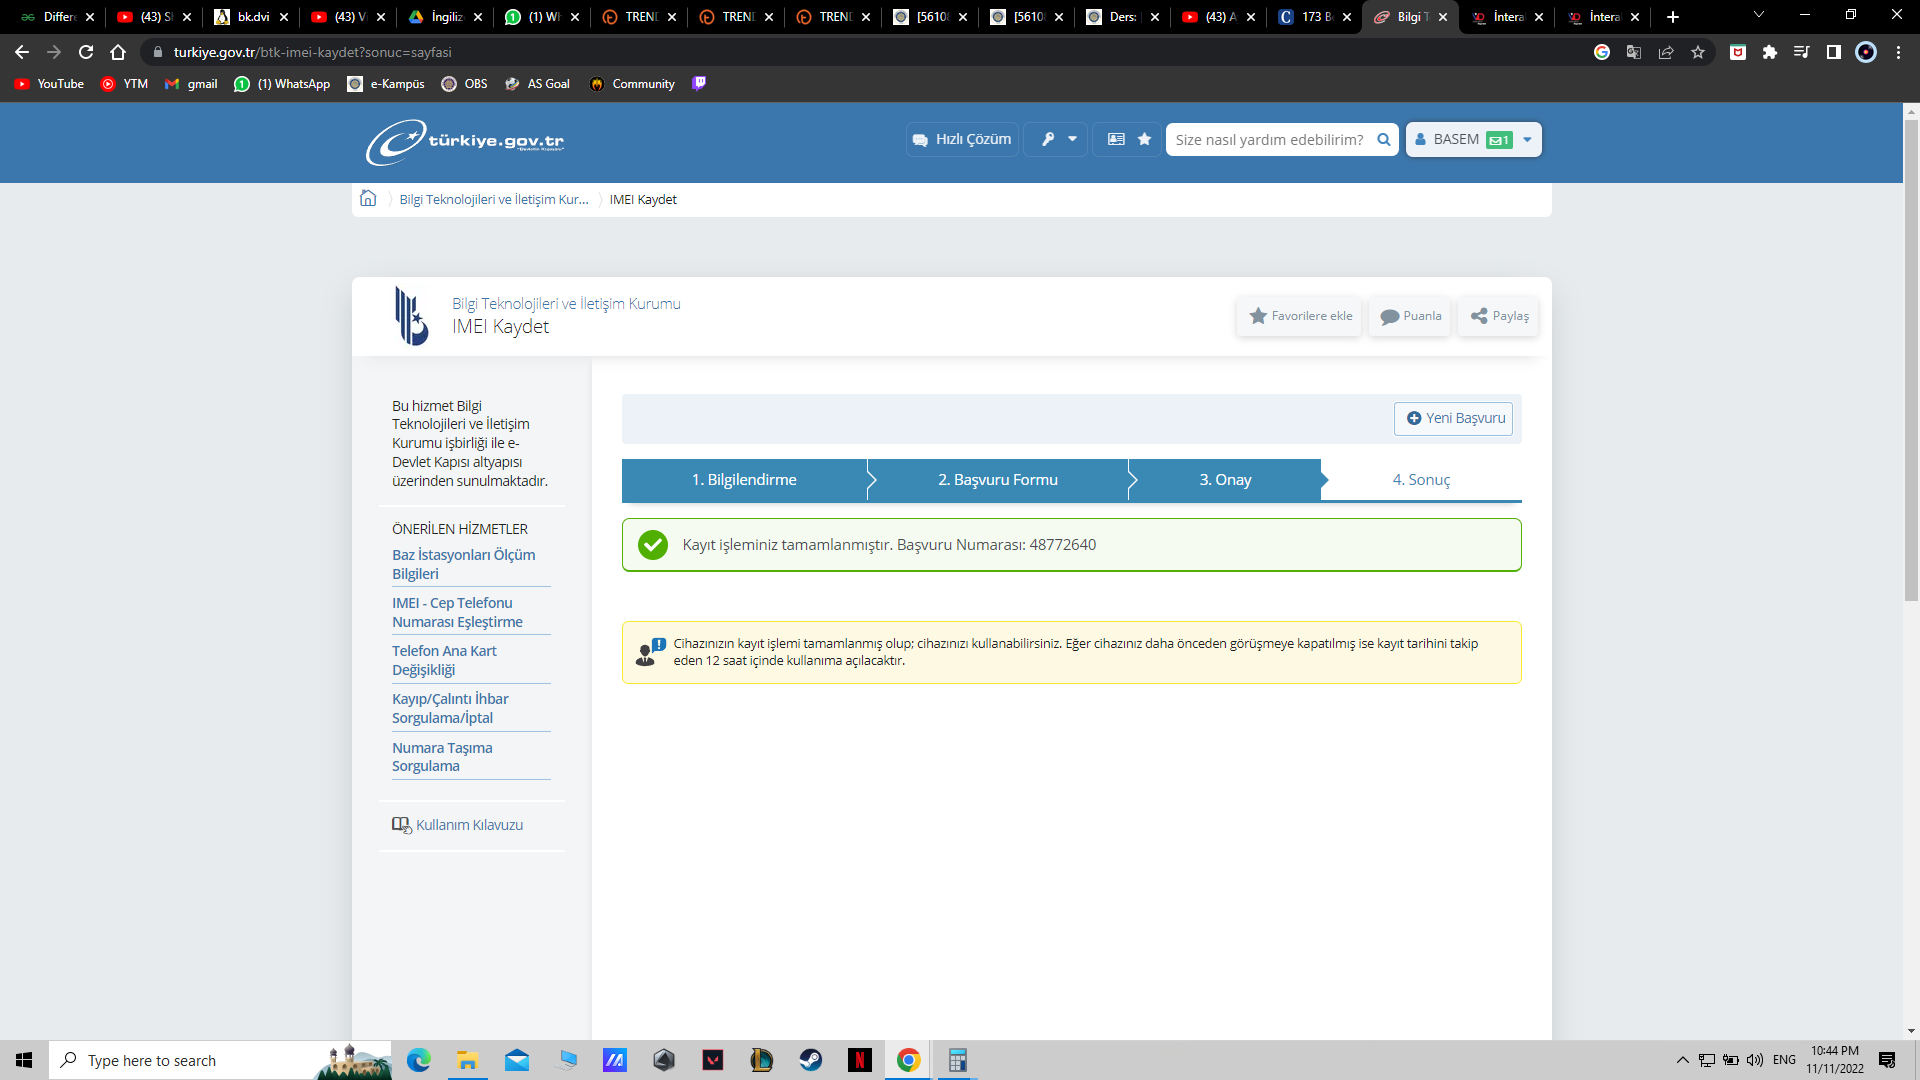 Differe
(43) S
bk.dvi
(43) V
İngiliz
(1) Wh
TREND
TREND
TREND
[5610
[5610
Ders:
(43) A
173 B
Bilgi T
İntera
İntera
turkiye.gov.tr/btk-imei-kaydet?sonuc=sayfasi
YouTube
YTM
gmail
(1) WhatsApp
e-Kampüs
OBS
AS Goal
Community
türkiye.gov.tr
Hızlı Çözüm
Size nasıl yardım edebilirim?
BASEM
1
Bilgi Teknolojileri ve İletişim Kur...
IMEI Kaydet
Bilgi Teknolojileri ve İletişim Kurumu
IMEI Kaydet
Favorilere ekle
Puanla
Paylaş
Bu hizmet Bilgi
Teknolojileri ve İletişim
Kurumu işbirliği ile e-
Devlet Kapısı altyapısı
üzerinden sunulmaktadır.
ÖNERİLEN HİZMETLER
Baz İstasyonları Ölçüm
Bilgileri
IMEI - Cep Telefonu
Numarası Eşleştirme
Telefon Ana Kart
Değişikliği
Kayıp/Çalıntı İhbar
Sorgulama/İptal
Numara Taşıma
Sorgulama
Kullanım Kılavuzu
Yeni Başvuru
1. Bilgilendirme
2. Başvuru Formu
3. Onay
4. Sonuç
Kayıt işleminiz tamamlanmıştır. Başvuru Numarası: 48772640
Cihazınızın kayıt işlemi tamamlanmış olup; cihazınızı kullanabilirsiniz. Eğer cihazınız daha önceden görüşmeye kapatılmış ise kayıt tarihini takip
eden 12 saat içinde kullanıma açılacaktır.
Type here to search
ENG
10:44 PM
11/11/2022